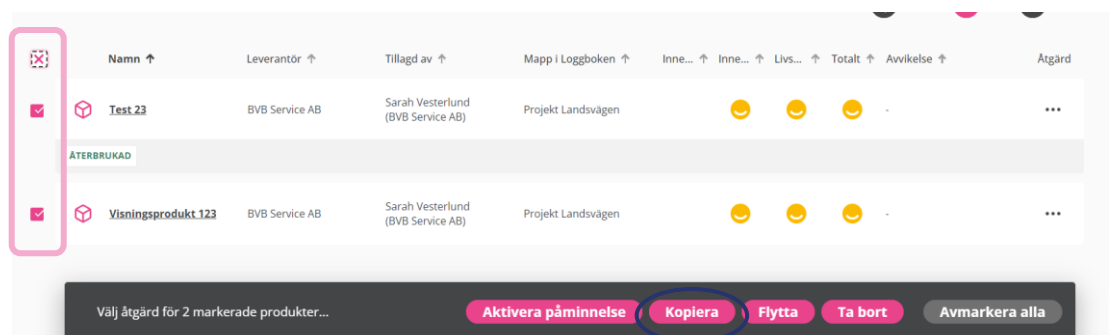 Namn ↑ Leverantör ↑ Tillagd av ↑ Mapp i Loggboken ↑ Inne... ↑ Inne... ↑ Livs... ↑ Totalt ↑ Avvikelse ↑ Åtgärd
Test 23 BVB Service AB Sarah Vesterlund (BVB Service AB) Projekt Landsvägen - ...
ÅTERBRUKAD
Visningsprodukt 123 BVB Service AB Sarah Vesterlund (BVB Service AB) Projekt Landsvägen - ...
Välj åtgärd för 2 markerade produkter... Aktivera påminnelse Kopiera Flytta Ta bort Avmarkera alla